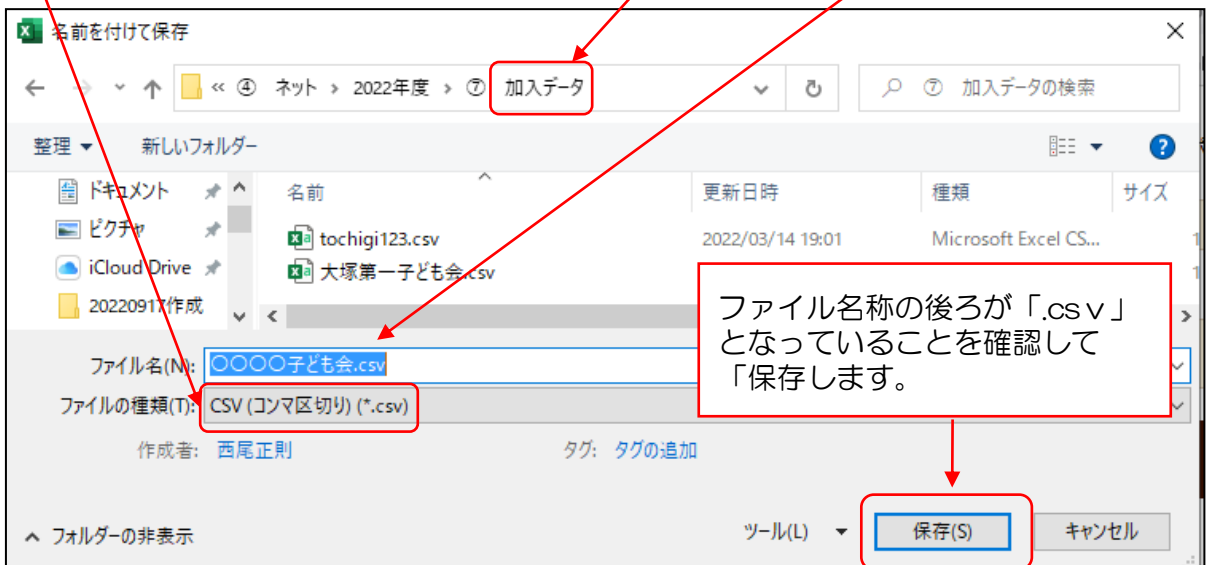 名前を付けて保存
« ④ ネット › 2022年度 › ⑦ 加入データ
⑦ 加入データの検索
整理 新しいフォルダー
ドキュメント
ピクチャ
iCloud Drive
20220917作成
名前 更新日時 種類 サイズ
tochigi123.csv 2022/03/14 19:01 Microsoft Excel CS... 1
大塚第一子ども会.csv 1
ファイル名称の後ろが「.csv」
となっていることを確認して
「保存します。
ファイル名(N): 〇〇〇〇子ども会.csv
ファイルの種類(T): CSV (コンマ区切り) (*.csv)
作成者: 西尾正則 タグ: タグの追加
フォルダーの非表示 ツール(L) 保存(S) キャンセル